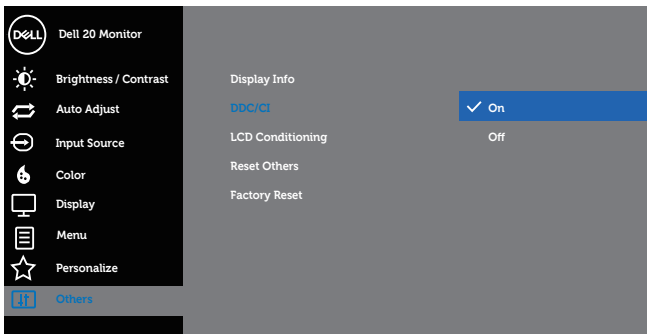 DELL Dell 20 Monitor
Brightness / Contrast
Auto Adjust
Input Source
Color
Display
Menu
Personalize
Others
Display Info
DDC/CI
LCD Conditioning
Reset Others
Factory Reset
On
Off